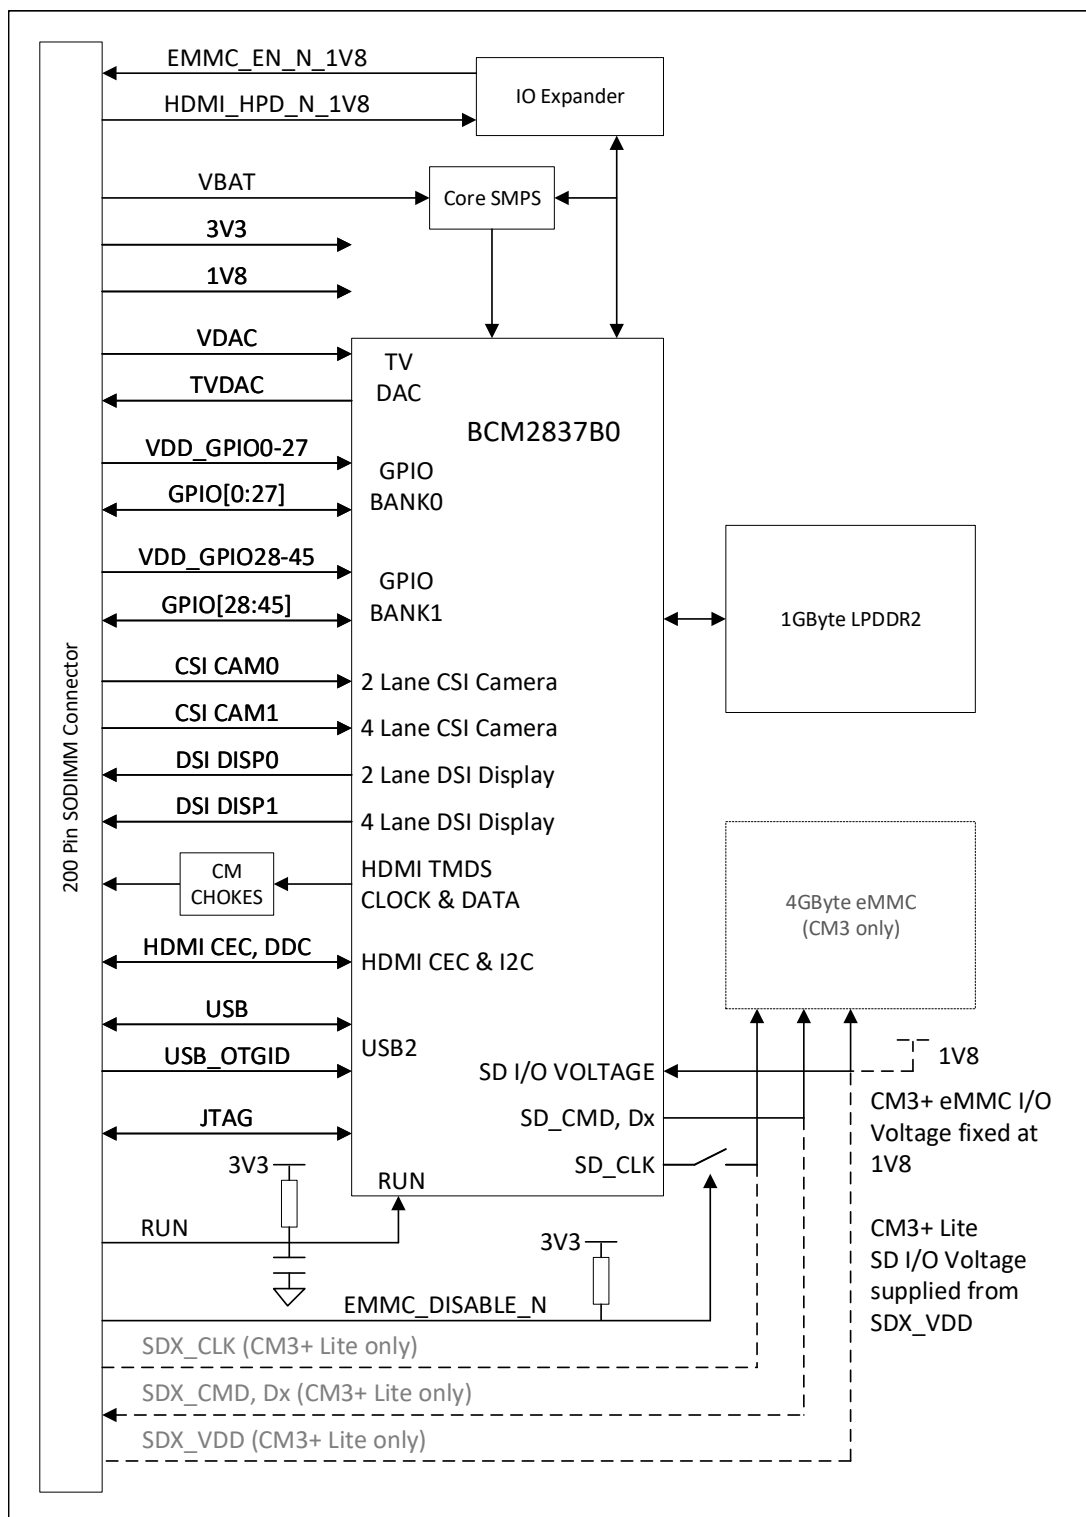 EMMC_EN_N_1V8
IO Expander
HDMI_HPD_N_1V8
VBAT
Core SMPS
3V3
1V8
VDAC
TV
DAC
TVDAC
BCM2837B0
VDD_GPIO0-27
GPIO
BANK0
GPIO[0:27]
VDD_GPIO28-45
GPIO
BANK1
GPIO[28:45]
1GByte LPDDR2
200 Pin SODIMM Connector
CSI CAM0
2 Lane CSI Camera
CSI CAM1
4 Lane CSI Camera
DSI DISP0
2 Lane DSI Display
DSI DISP1
4 Lane DSI Display
CM
CHOKES
HDMI TMDS
CLOCK & DATA
4GByte eMMC
(CM3 only)
HDMI CEC, DDC
HDMI CEC & I2C
USB
USB2
USB_OTGID
SD I/O VOLTAGE
1V8
CM3+ eMMC I/O
Voltage fixed at
1V8
SD_CMD, Dx
JTAG
SD_CLK
3V3
RUN
RUN
3V3
CM3+ Lite
SD I/O Voltage
supplied from
SDX_VDD
EMMC_DISABLE_N
SDX_CLK (CM3+ Lite only)
SDX_CMD, Dx (CM3+ Lite only)
SDX_VDD (CM3+ Lite only)